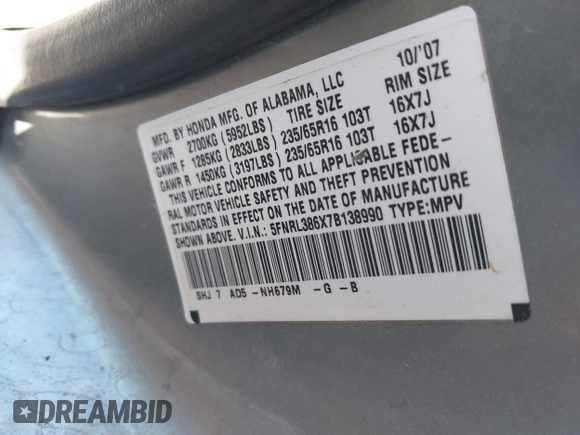 MFD. BY HONDA MFG. OF ALABAMA, LLC 10/'07
GVWR 2700KG (5952LBS) TIRE SIZE RIM SIZE
GAWR F 1285KG (2833LBS) 235/65R16 103T 16X7J
GAWR R 1450KG (3197LBS) 235/65R16 103T 16X7J
THIS VEHICLE CONFORMS TO ALL APPLICABLE FEDE-
RAL MOTOR VEHICLE SAFETY AND THEFT PREVENTION
STANDARDS IN EFFECT ON THE DATE OF MANUFACTURE
SHOWN ABOVE. V.I.N.: 5FNRL386X7B138990 TYPE:MPV
SHJ 7 AD5 -NH679M -G -B
DREAMBID